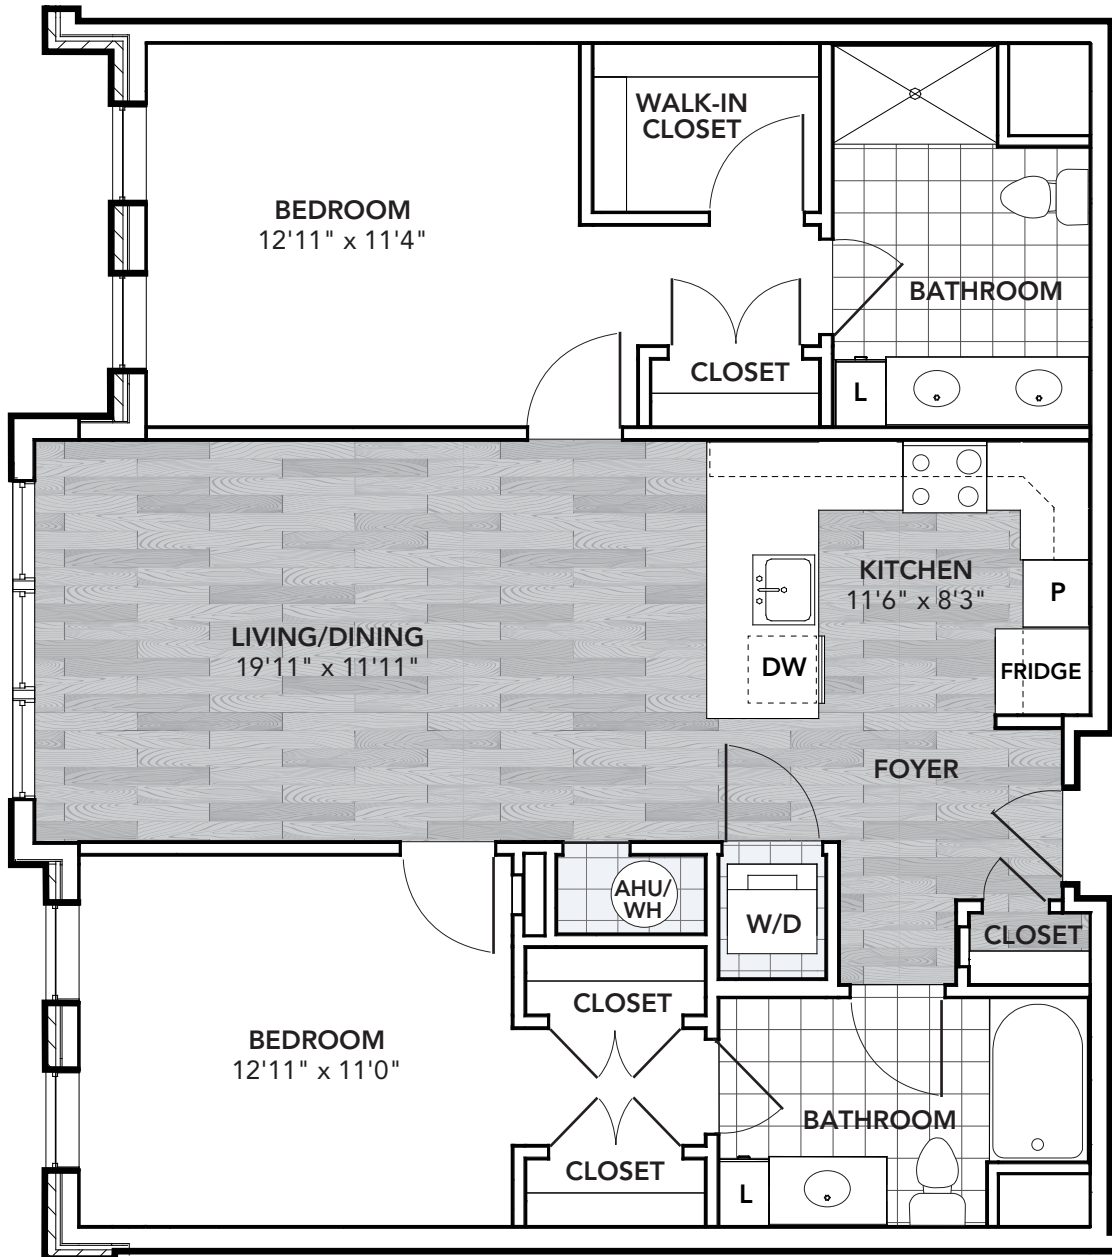 WALK-IN
CLOSET
BEDROOM
12'11" x 11'4"
BATHROOM
CLOSET
L
KITCHEN
11'6" x 8'3"
P
LIVING/DINING
19'11" x 11'11"
DW
FRIDGE
FOYER
AHU/
WH
W/D
CLOSET
CLOSET
BEDROOM
12'11" x 11'0"
BATHROOM
CLOSET
L